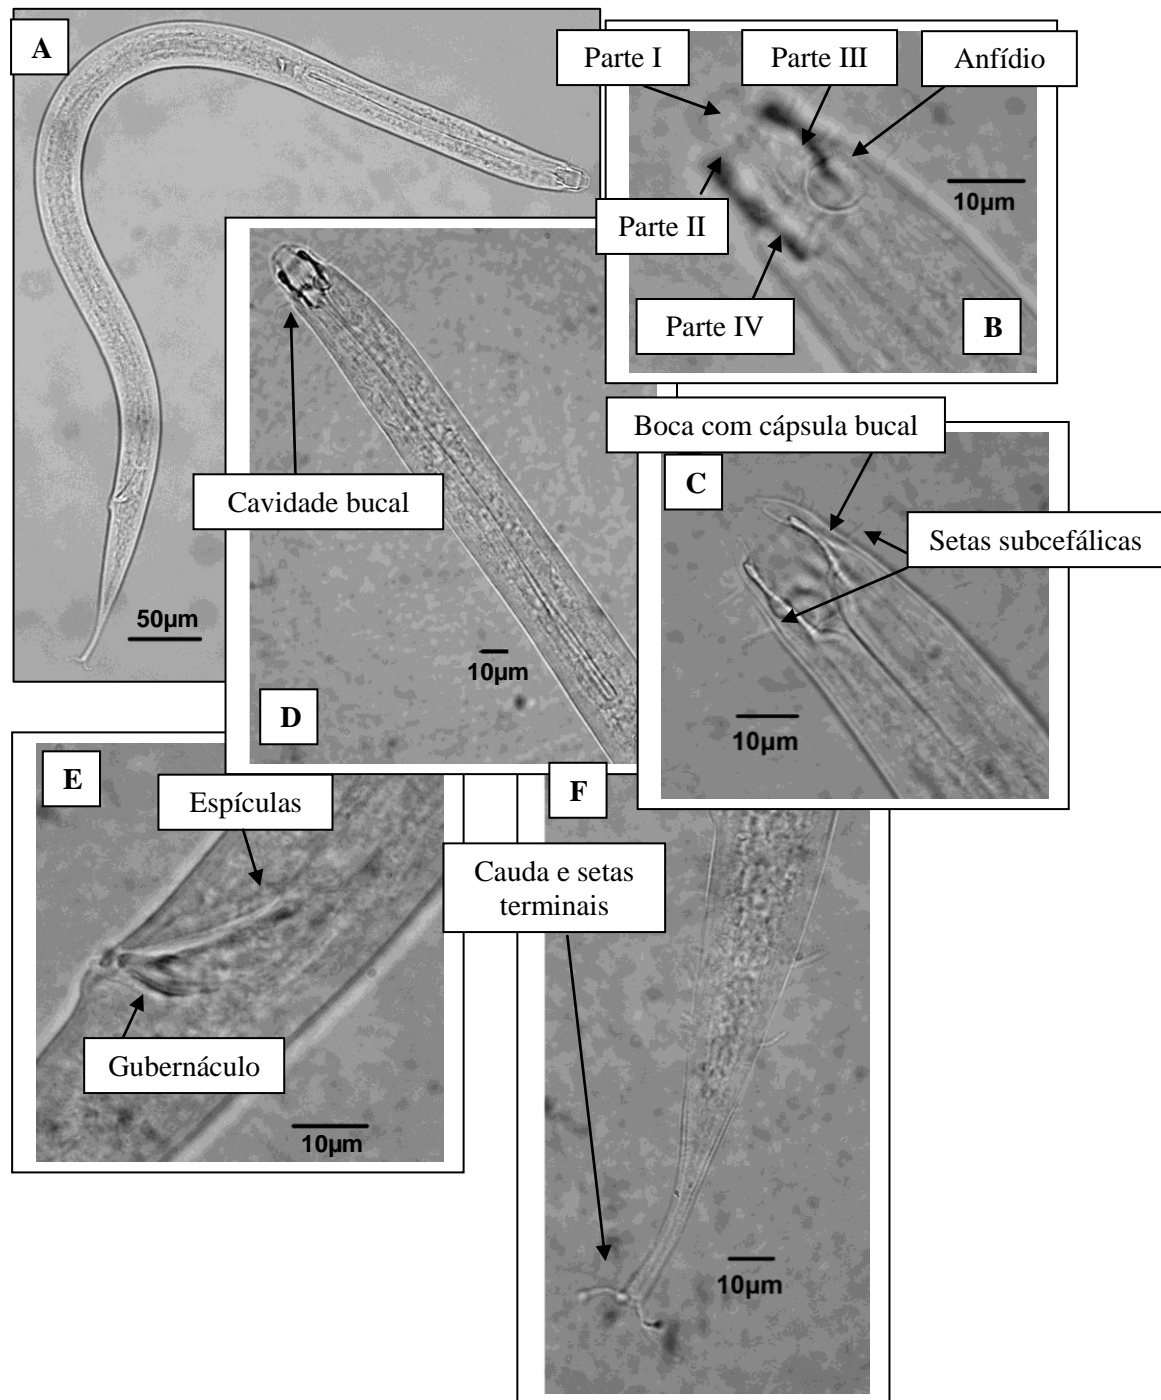 A
Parte I
Parte III
Anfídio
Parte II
10µm
Parte IV
B
Cavidade bucal
10µm
D
50µm
Boca com cápsula bucal
C
Setas subcefálicas
10µm
E
Espículas
Gubernáculo
10µm
F
Cauda e setas
terminais
10µm